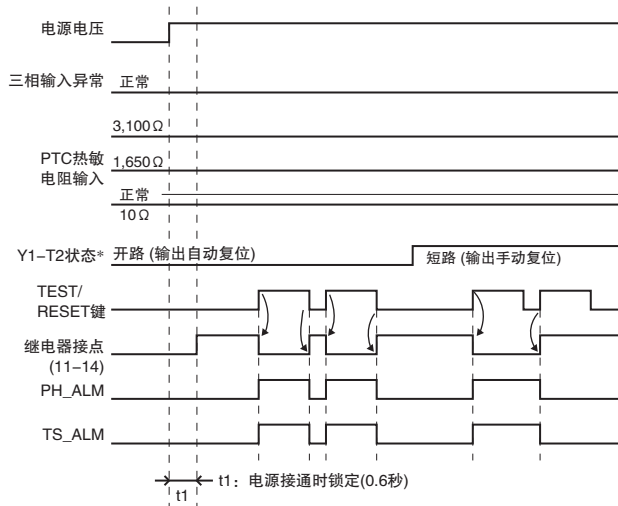 电源电压
三相输入异常 正常
3,100Ω
PTC热敏
电阻输入
1,650Ω
正常
10Ω
Y1-T2状态* 开路 (输出自动复位) 短路 (输出手动复位)
TEST/
RESET键
继电器接点
(11-14)
PH_ALM
TS_ALM
t1
t1：电源接通时锁定(0.6秒)